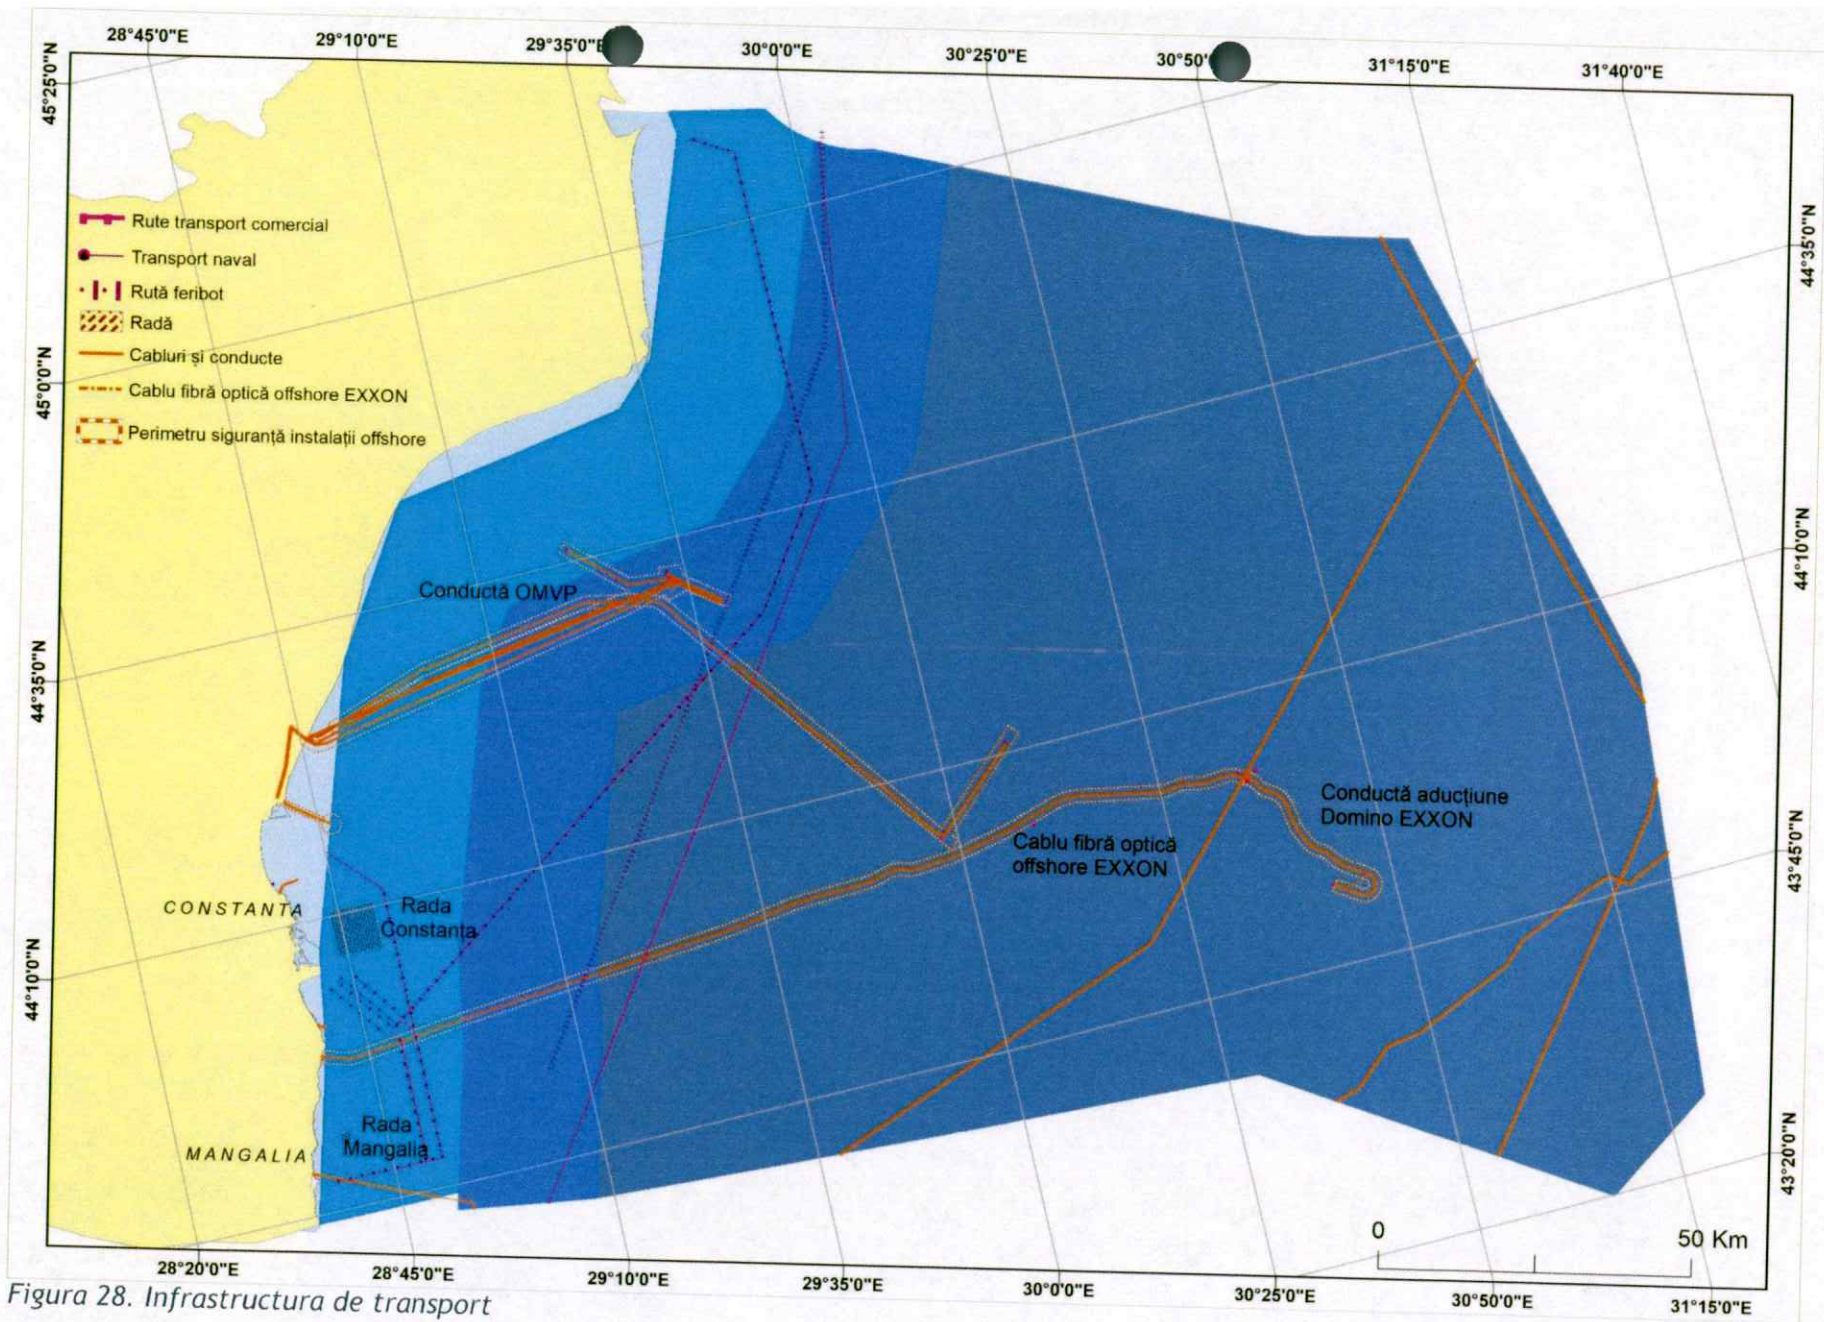 28°45'0"E 29°10'0"E 29°35'0"E 30°0'0"E 30°25'0"E 30°50' 31°15'0"E 31°40'0"E
45°25'0"N
45°0'0"N
44°35'0"N
44°10'0"N
Rute transport comercial
Transport naval
Rută feribot
Radă
Cabluri și conducte
Cablu fibră optică offshore EXXON
Perimetru siguranță instalații offshore
Conductă OMVP
Conductă aducțiune
Domino EXXON
Cablu fibră optică
offshore EXXON
CONSTANTA
Rada
Constanța
Rada
Mangalia
MANGALIA
44°35'0"N
44°10'0"N
43°45'0"N
43°20'0"N
0 50 Km
28°20'0"E 28°45'0"E 29°10'0"E 29°35'0"E 30°0'0"E 30°25'0"E 30°50'0"E 31°15'0"E
Figura 28. Infrastructura de transport